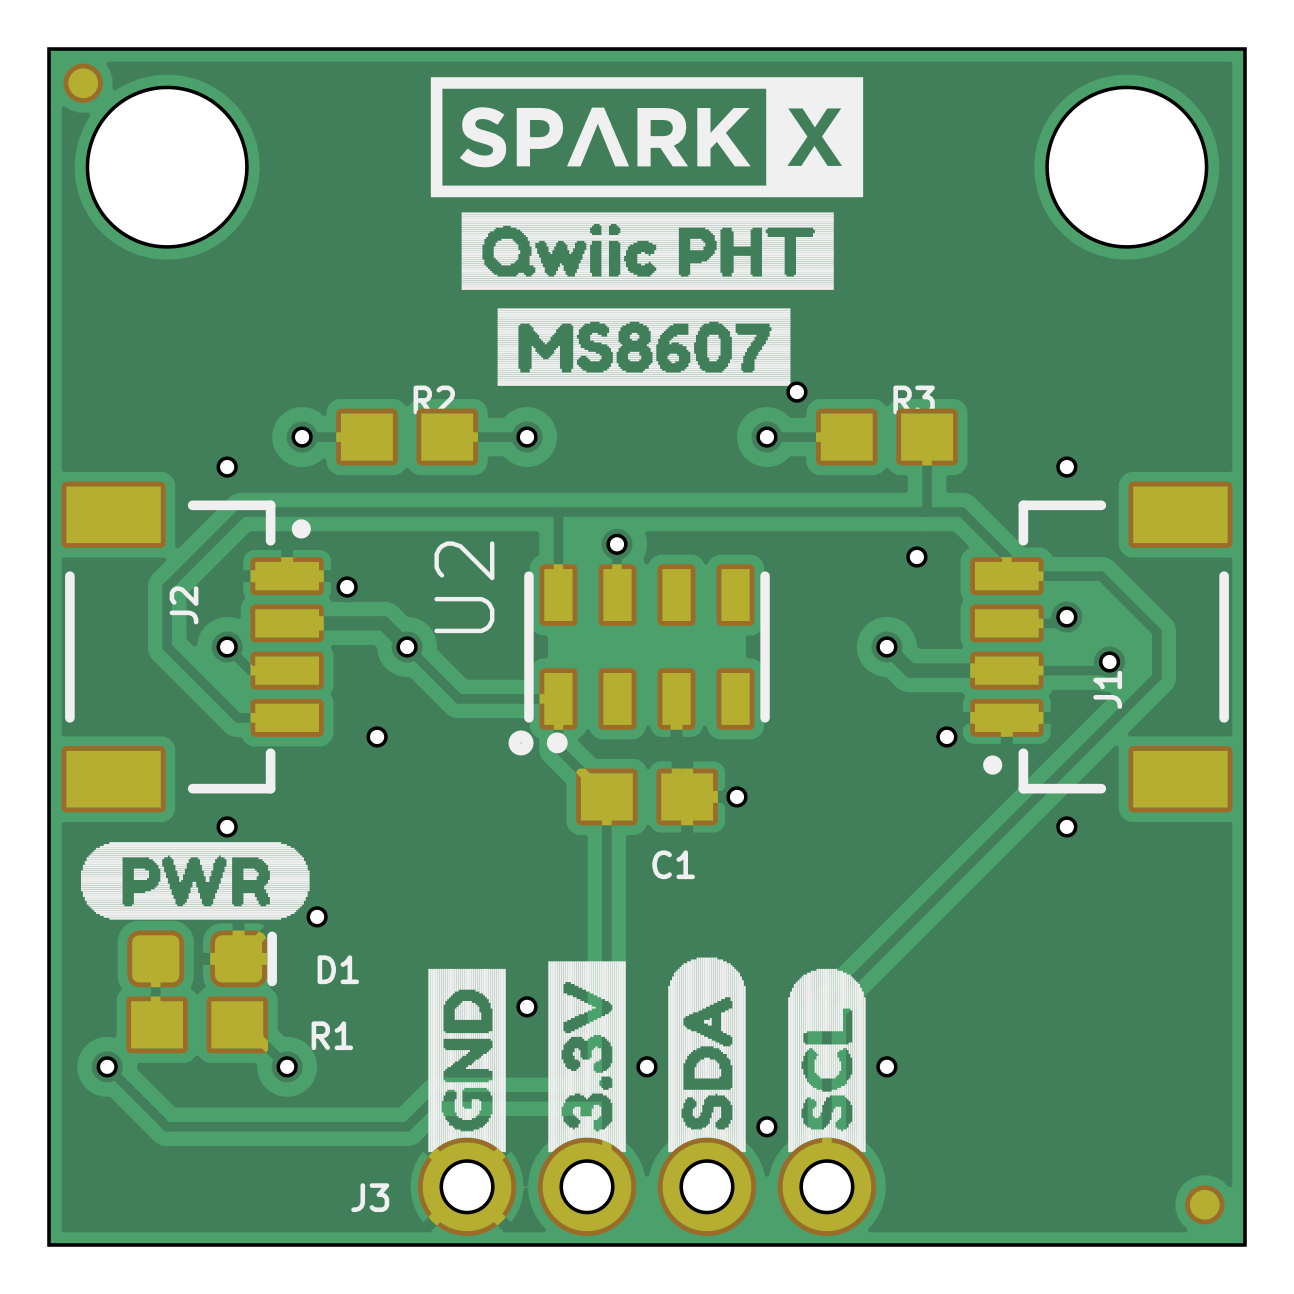 SPARK X
Qwiic PHT
MS8607
R2
R3
U2
J2
J1
C1
PWR
D1
R1
GND
3.3V
SDA
SCL
J3